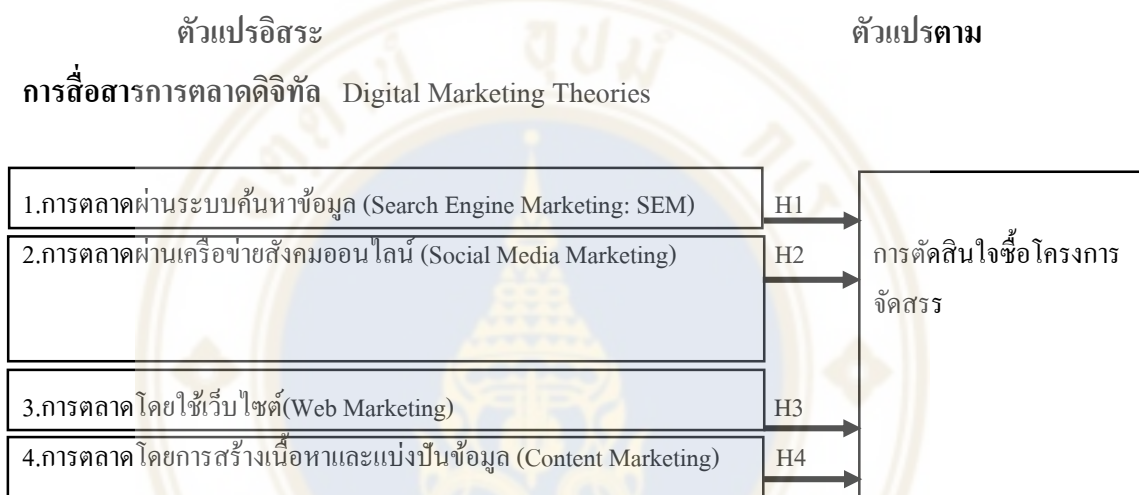 ตัวแปรอิสระ ตัวแปรตาม
การสื่อสารการตลาดดิจิทัล Digital Marketing Theories
1.การตลาดผ่านระบบค้นหาข้อมูล (Search Engine Marketing: SEM) H1
2.การตลาดผ่านเครือข่ายสังคมออนไลน์ (Social Media Marketing) H2
การตัดสินใจซื้อโครงการ
จัดสรร
3.การตลาดโดยใช้เว็บไซต์(Web Marketing) H3
4.การตลาดโดยการสร้างเนื้อหาและแบ่งปันข้อมูล (Content Marketing) H4